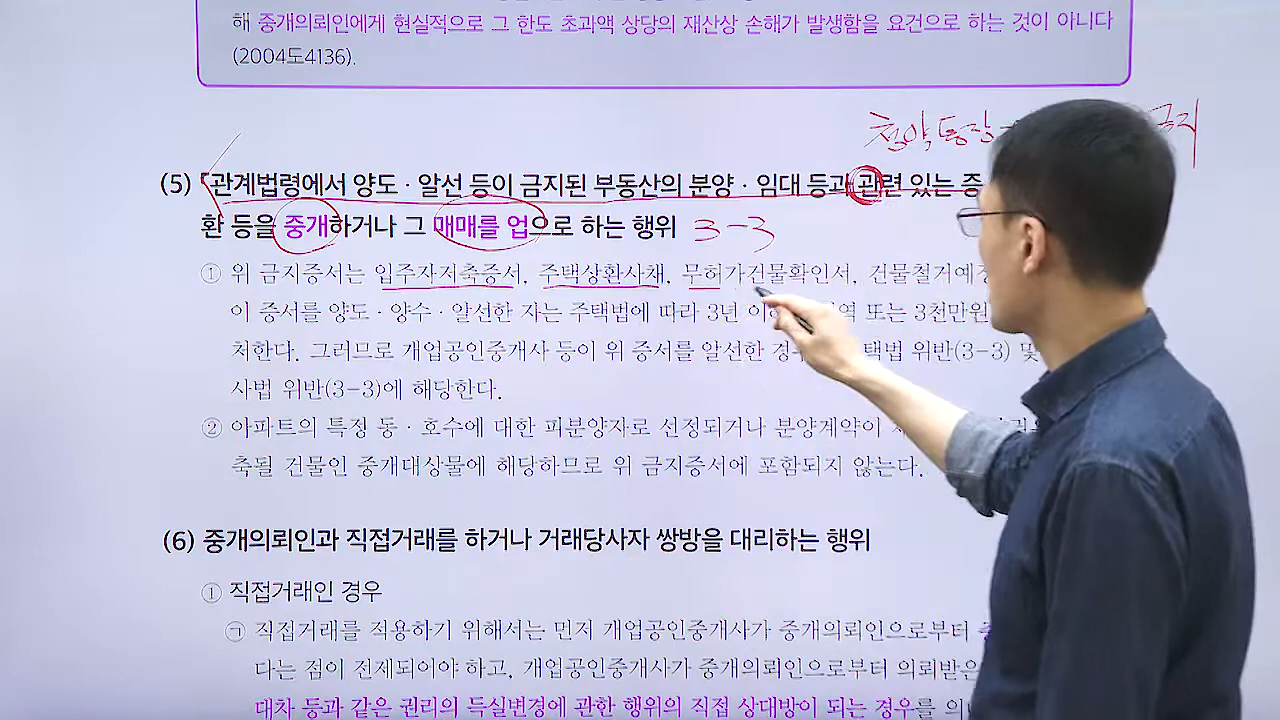 해 중개의뢰인에게 현실적으로 그 한도 초과액 상당의 재산상 손해가 발생함을 요건으로 하는 것이 아니다
(2004도4136).
청약통장 금지
(5) 「관계법령에서 양도·알선 등이 금지된 부동산의 분양·임대 등과 관련 있는 증
환 등을 중개하거나 그 매매를 업으로 하는 행위 3-3
① 위 금지증서는 입주자저축증서, 주택상환사채, 무허가건물확인서, 건물철거예정
이 증서를 양도·양수·알선한 자는 주택법에 따라 3년 이하 또는 3천만원
처한다. 그러므로 개업공인중개사 등이 위 증서를 알선한 택법 위반(3-3) 및
사법 위반(3-3)에 해당한다.
② 아파트의 특정 동·호수에 대한 피분양자로 선정되거나 분양계약이
축될 건물인 중개대상물에 해당하므로 위 금지증서에 포함되지 않는다.
(6) 중개의뢰인과 직접거래를 하거나 거래당사자 쌍방을 대리하는 행위
① 직접거래인 경우
㉠ 직접거래를 적용하기 위해서는 먼저 개업공인중개사가 중개의뢰인으로부터
다는 점이 전제되어야 하고, 개업공인중개사가 중개의뢰인으로부터 의뢰받은
대차 등과 같은 권리의 득실변경에 관한 행위의 직접 상대방이 되는 경우를